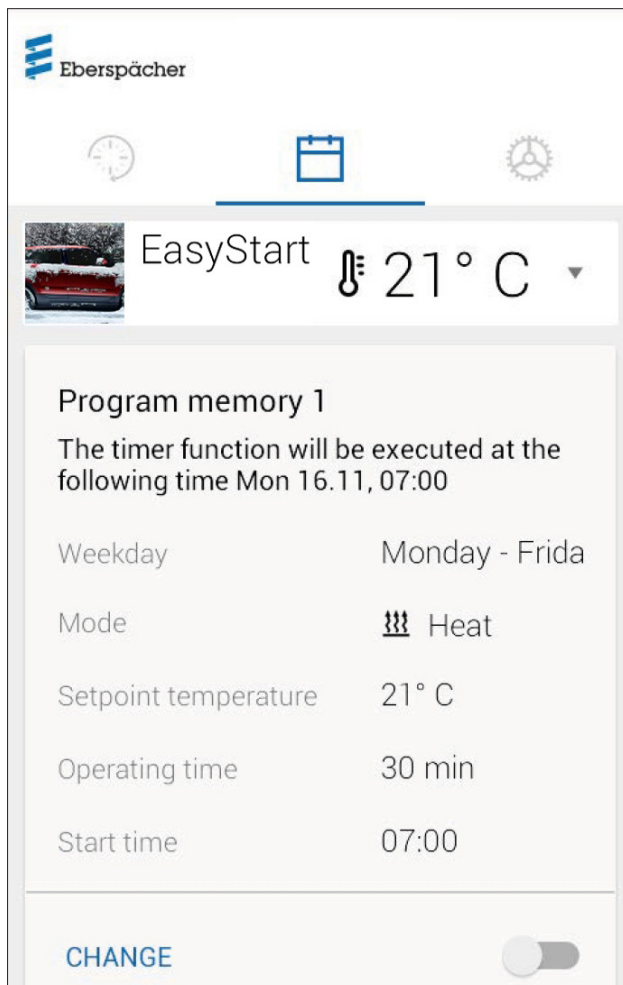 Eberspächer
EasyStart
21° C
Program memory 1
The timer function will be executed at the
following time Mon 16.11, 07:00
Weekday Monday - Frida
Mode Heat
Setpoint temperature 21° C
Operating time 30 min
Start time 07:00
CHANGE